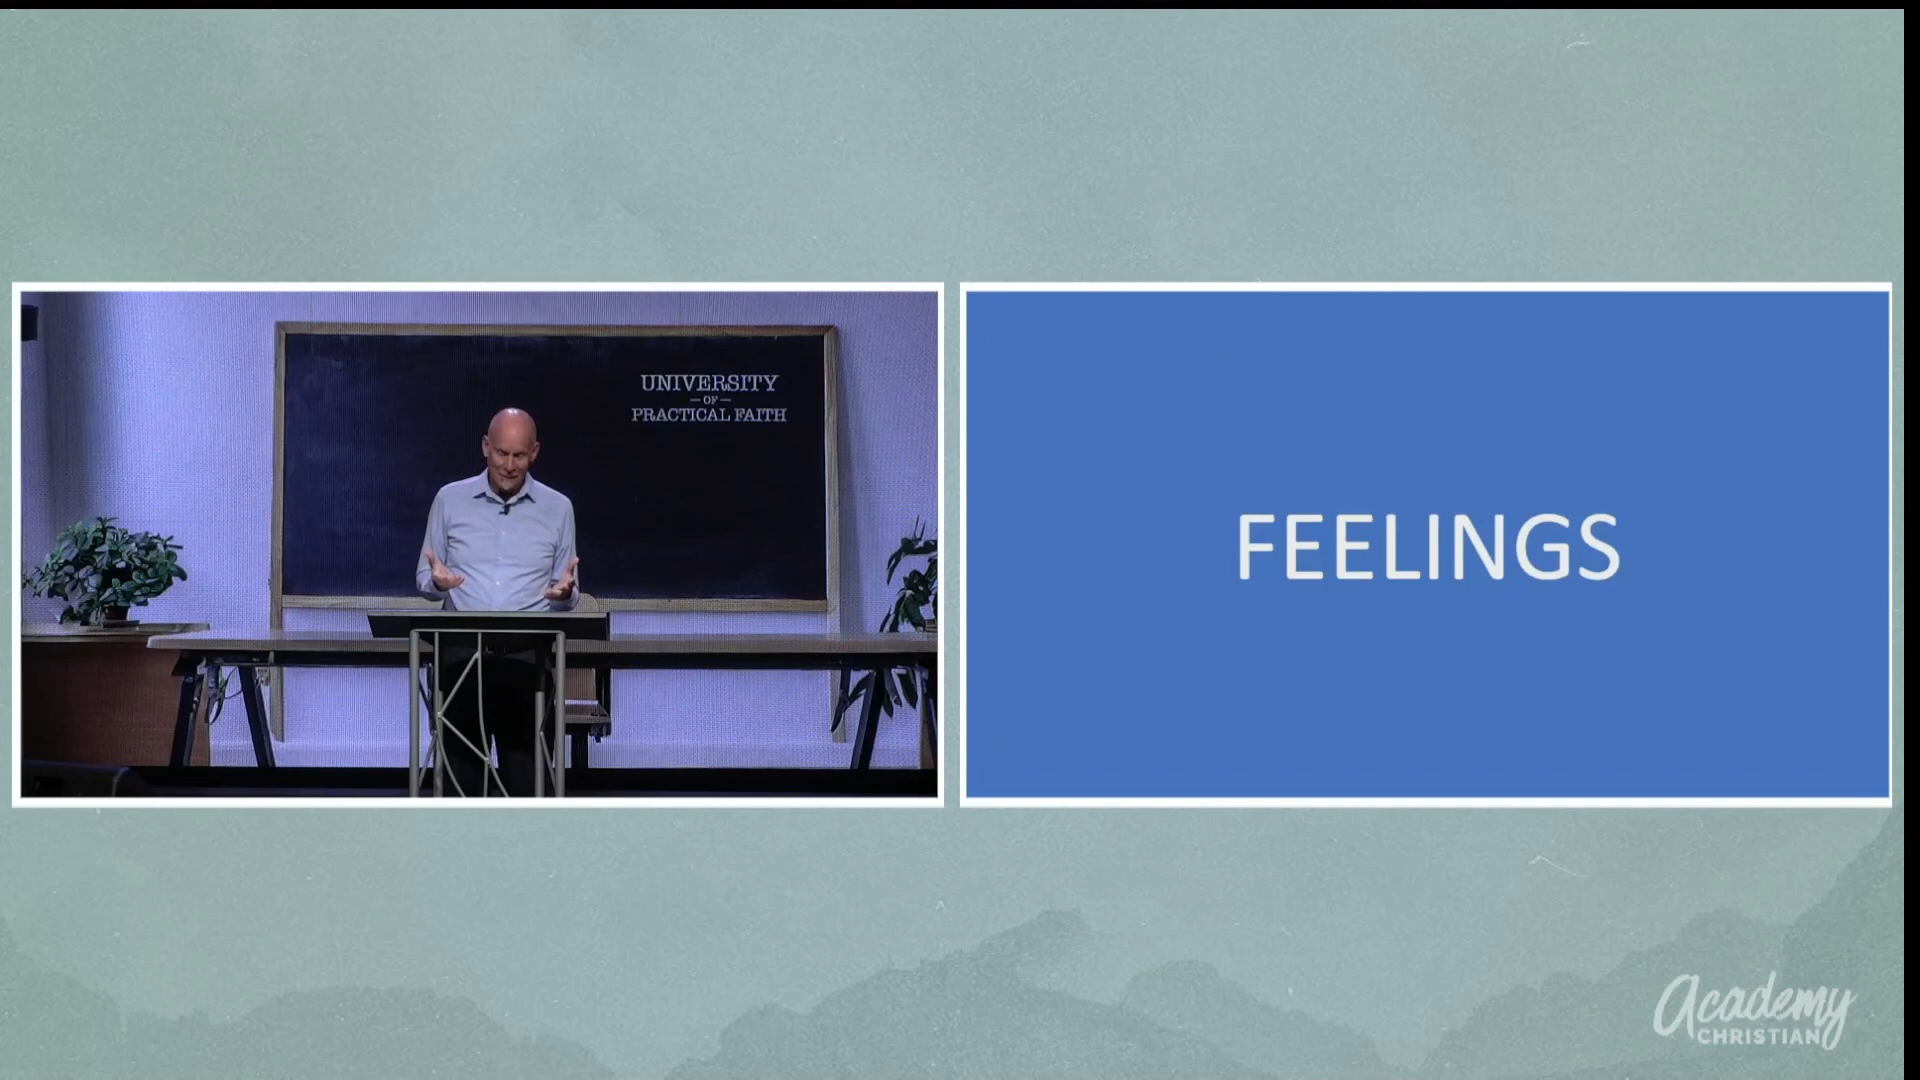 UNIVERSITY
—OF—
PRACTICAL FAITH
FEELINGS
academy
CHRISTIAN